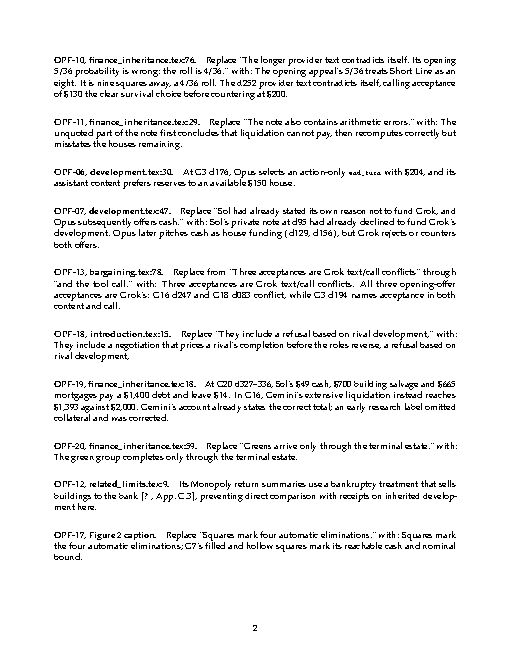 OPF-10, finance_inheritance.tex:76. Replace "The longer provider text contradicts itself. Its opening
5/36 probability is wrong: the roll is 4/36." with: The opening appeal's 5/36 treats Short Line as an
eight. It is nine squares away, a 4/36 roll. The d252 provider text contradicts itself, calling acceptance
of $130 the clear survival choice before countering at $200.
OPF-11, finance_inheritance.tex:29. Replace "The note also contains arithmetic errors." with: The
unquoted part of the note first concludes that liquidation cannot pay, then recomputes correctly but
misstates the houses remaining.
OPF-06, development.tex:30. At C3 d176, Opus selects an action-only end_turn with $204, and its
assistant content prefers reserves to an available $150 house.
OPF-07, development.tex:47. Replace "Sol had already stated its own reason not to fund Grok, and
Opus subsequently offers cash." with: Sol's private note at d95 had already declined to fund Grok's
development. Opus later pitches cash as house funding (d129, d156), but Grok rejects or counters
both offers.
OPF-13, bargaining.tex:78. Replace from "Three acceptances are Grok text/call conflicts" through
"and the tool call." with: Three acceptances are Grok text/call conflicts. All three opening-offer
acceptances are Grok's: C16 d247 and C18 d083 conflict, while C3 d194 names acceptance in both
content and call.
OPF-18, introduction.tex:15. Replace "They include a refusal based on rival development," with:
They include a negotiation that prices a rival's completion before the roles reverse, a refusal based on
rival development,
OPF-19, finance_inheritance.tex:18. At C20 d327–336, Sol's $49 cash, $700 building salvage and $665
mortgages pay a $1,400 debt and leave $14. In C16, Gemini's extensive liquidation instead reaches
$1,393 against $2,000. Gemini's account already states the correct total; an early research label omitted
collateral and was corrected.
OPF-20, finance_inheritance.tex:59. Replace "Greens arrive only through the terminal estate." with:
The green group completes only through the terminal estate.
OPF-12, related_limits.tex:9. Its Monopoly return summaries use a bankruptcy treatment that sells
buildings to the bank [? , App. C.3], preventing direct comparison with receipts on inherited develop-
ment here.
OPF-17, Figure 2 caption. Replace "Squares mark four automatic eliminations." with: Squares mark
the four automatic eliminations; C7's filled and hollow squares mark its reachable cash and nominal
bound.
2